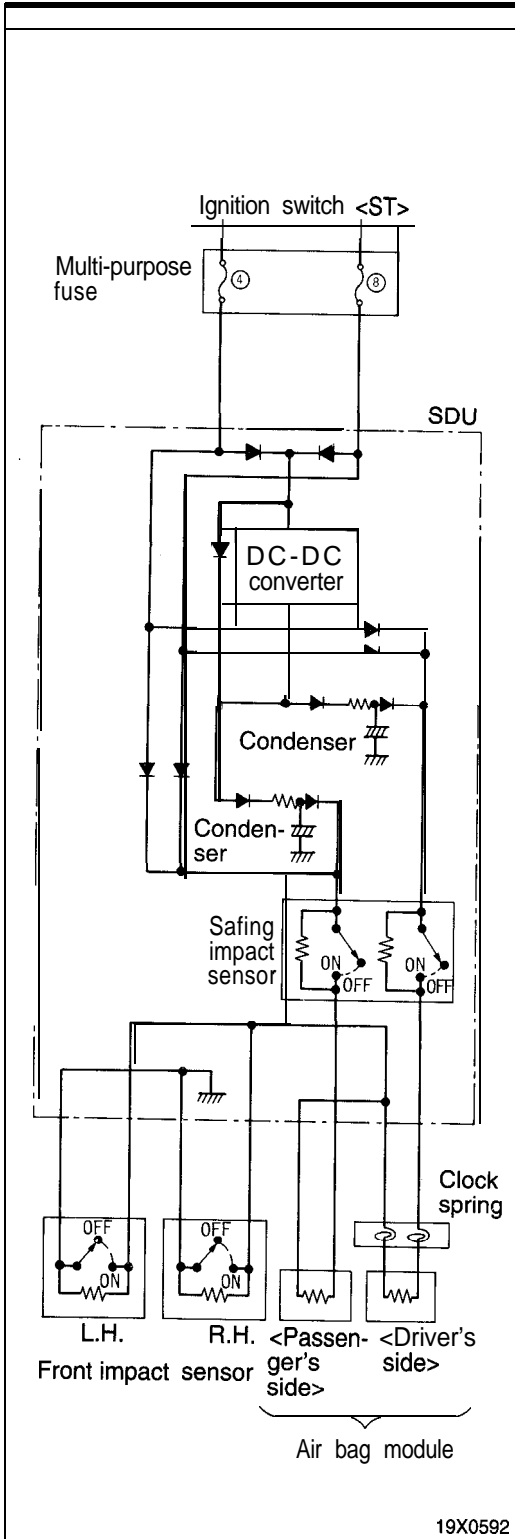 Ignition switch <ST>
Multi-purpose
fuse
4
8
SDU
DC-DC
converter
Condenser
Conden-
ser
Safing
impact
sensor
ON
OFF
ON
OFF
Clock
spring
OFF
ON
OFF
ON
L.H.
R.H.
Front impact sensor
<Passen-
ger's
side>
<Driver's
side>
Air bag module
19X0592